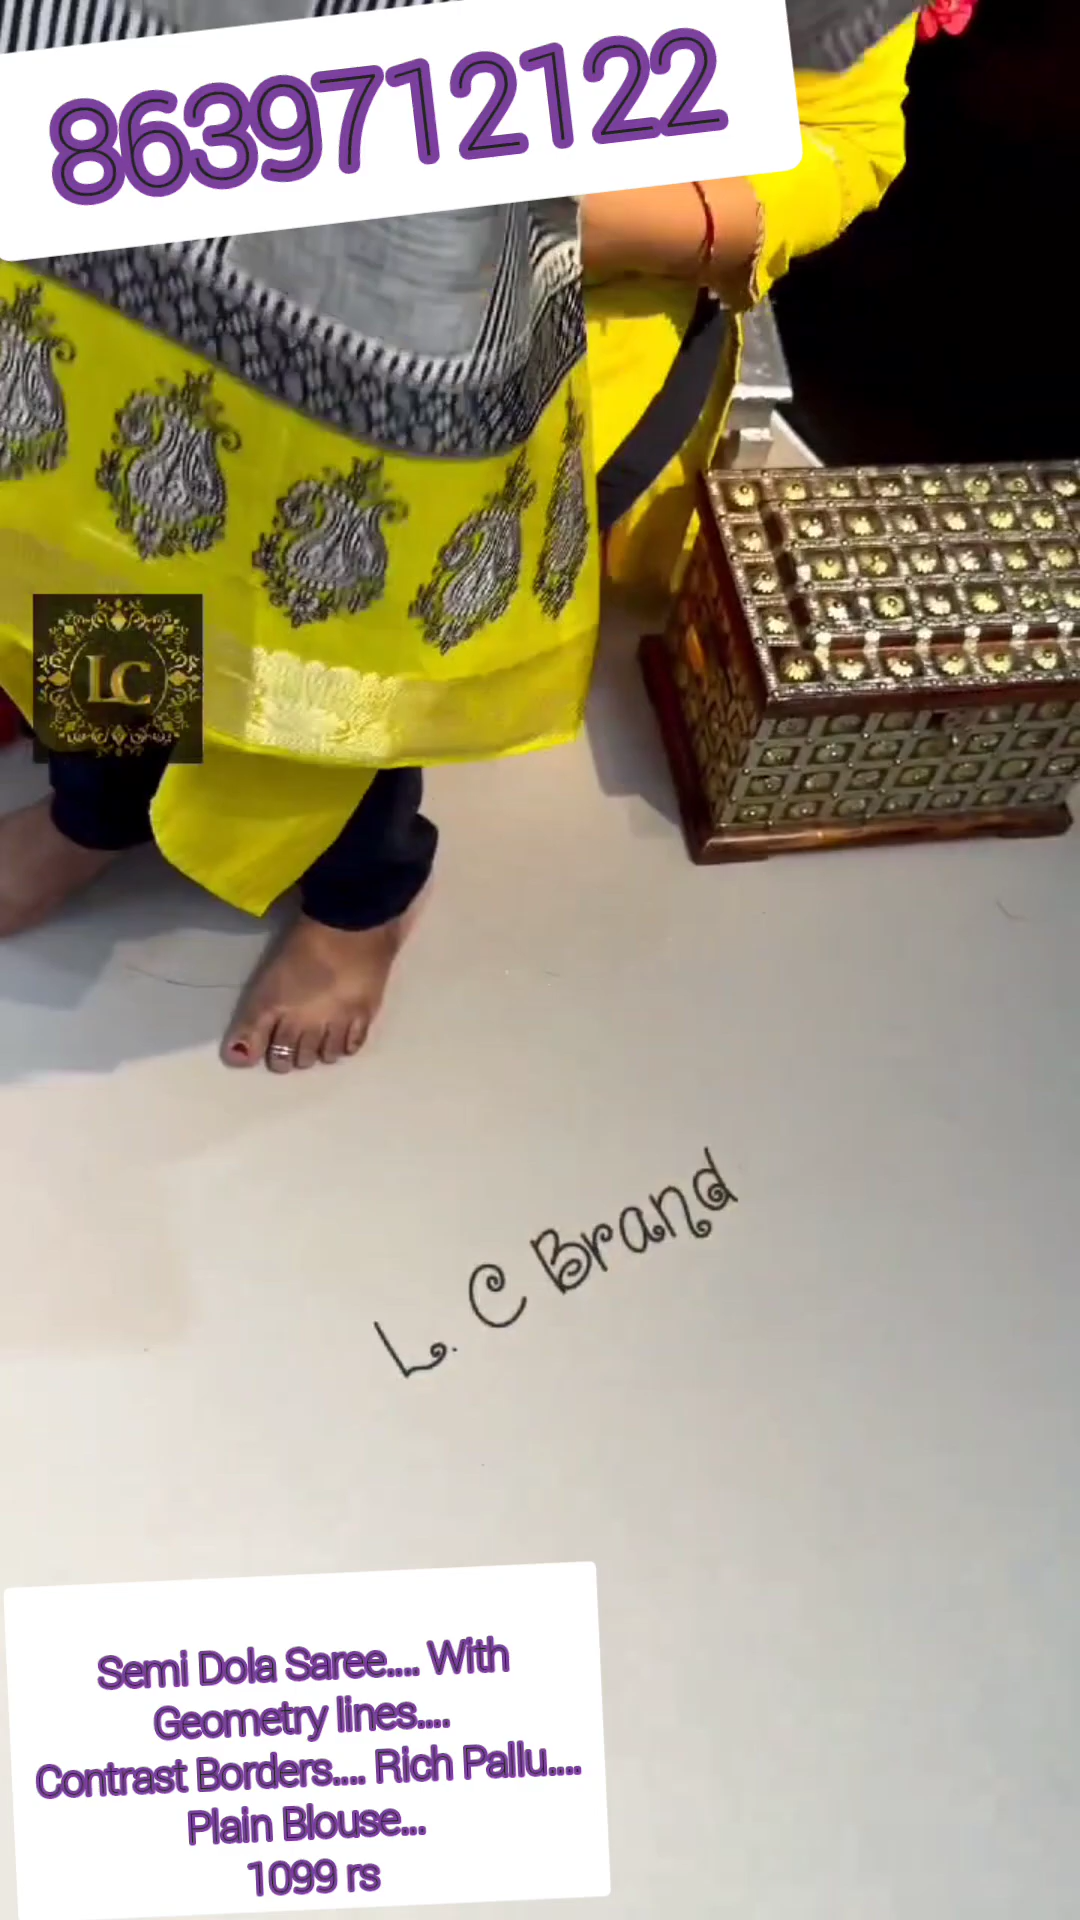 8639712122
LC
L. C Brand
Semi Dola Saree.... With
Geometry lines....
Contrast Borders.... Rich Pallu....
Plain Blouse...
1099 rs